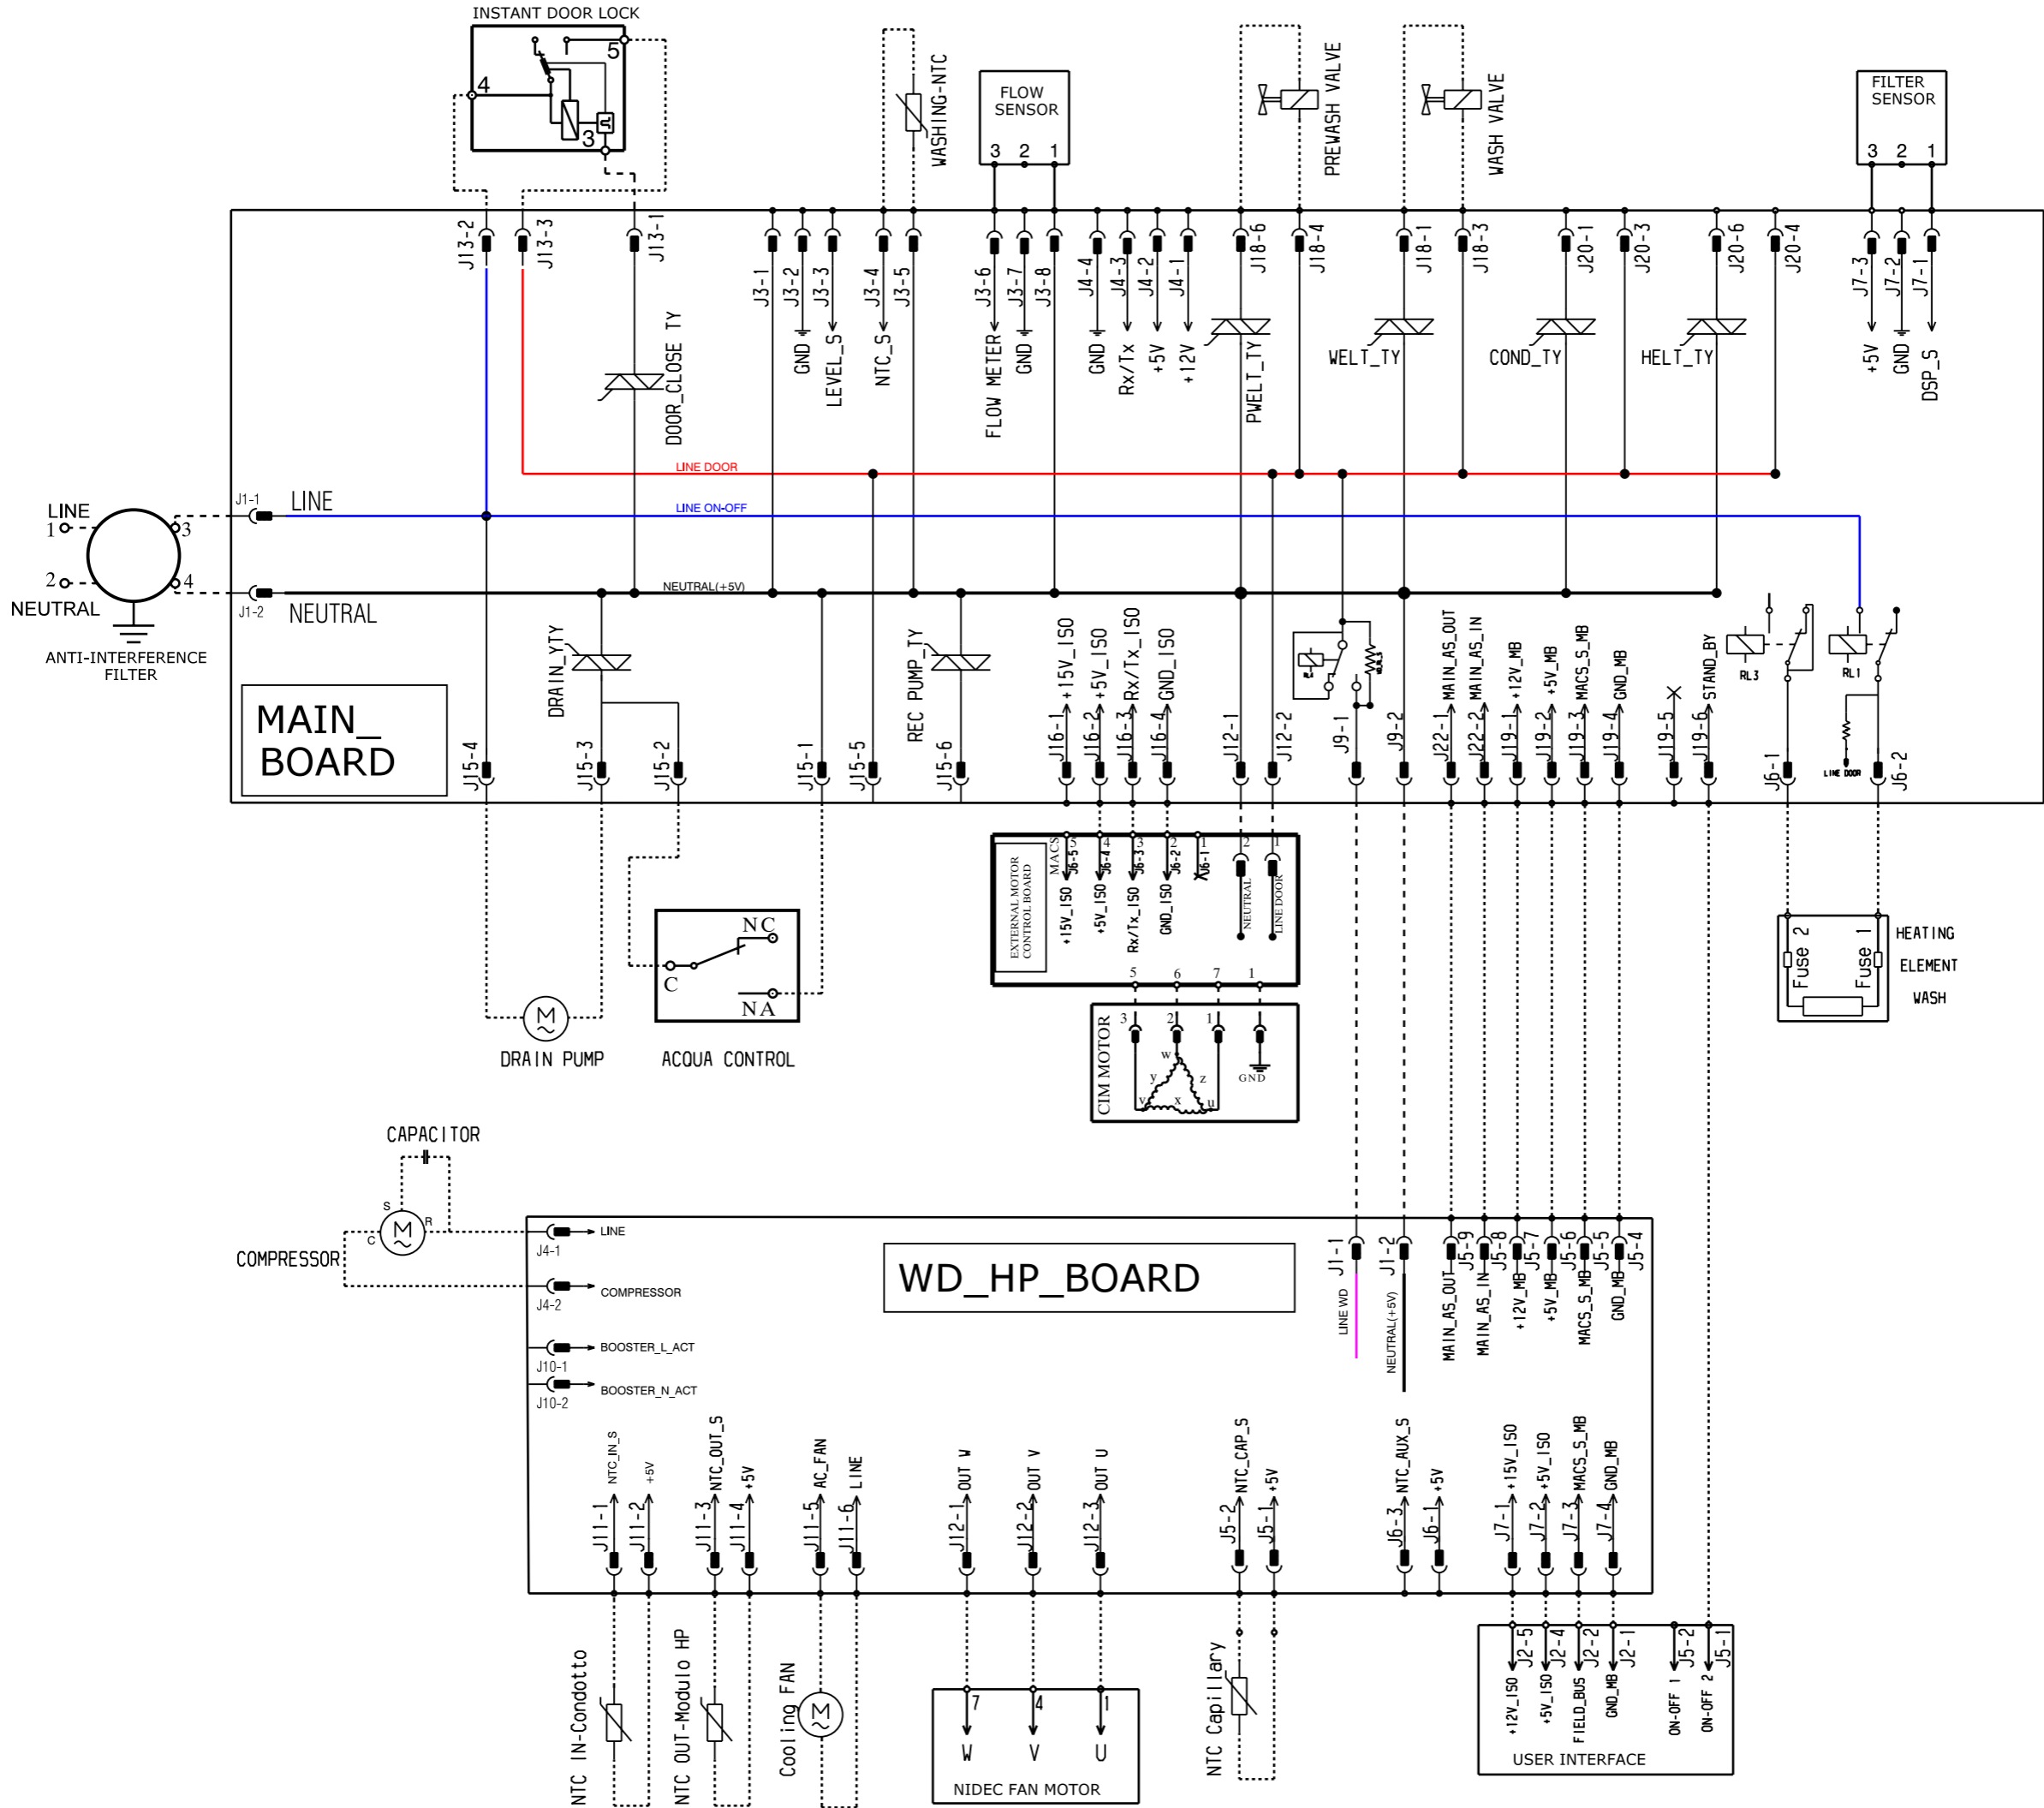 INSTANT DOOR LOCK
5
4
3
WASHING-NTC
FLOW
SENSOR
3 2 1
PREWASH VALVE
WASH VALVE
FILTER
SENSOR
3 2 1
J13-2
J13-3
J13-1
J3-1
J3-2
J3-3
J3-4
J3-5
J3-6
J3-7
J3-8
J4-4
J4-3
J4-2
J4-1
J18-6
J18-4
J18-1
J18-3
J20-1
J20-3
J20-6
J20-4
J7-3
J7-2
J7-1
DOOR_CLOSE TY
GND
LEVEL_S
NTC_S
FLOW METER
GND
GND
Rx/Tx
+5V
+12V
PWELT_TY
WELT_TY
COND_TY
HELT_TY
+5V
GND
DSP_S
LINE DOOR
J1-1
LINE
LINE ON-OFF
LINE
1
3
2
4
NEUTRAL
J1-2
NEUTRAL
NEUTRAL(+5V)
ANTI-INTERFERENCE
FILTER
MAIN_
BOARD
DRAIN_YTY
REC PUMP_TY
+15V_ISO
+5V_ISO
Rx/Tx_ISO
GND_ISO
MAIN_AS_OUT
MAIN_AS_IN
+12V_MB
+5V_MB
MACS_S_MB
GND_MB
STAND_BY
RL3
RL1
LINE DOOR
J15-4
J15-3
J15-2
J15-1
J15-5
J15-6
J16-1
J16-2
J16-3
J16-4
J12-1
J12-2
J9-1
J9-2
J22-1
J22-2
J19-1
J19-2
J19-3
J19-4
J19-5
J19-6
J6-1
J6-2
EXTERNAL MOTOR
CONTROL BOARD
MACS
5 4 3 2 1 2 1
J6-5
J6-4
J6-3
J6-2
J6-1
+15V_ISO
+5V_ISO
Rx/Tx_ISO
GND_ISO
NEUTRAL
LINE DOOR
5 6 7 1
CIM MOTOR
3 2 1
w
y z
v x u
GND
NC
C
NA
M
DRAIN PUMP
ACQUA CONTROL
Fuse 2
Fuse 1
HEATING
ELEMENT
WASH
CAPACITOR
S
R
C
M
COMPRESSOR
J4-1
LINE
J4-2
COMPRESSOR
J10-1
BOOSTER_L_ACT
J10-2
BOOSTER_N_ACT
WD_HP_BOARD
J1-1
J1-2
J5-9
J5-8
J5-7
J5-6
J5-5
J5-4
LINE WD
NEUTRAL(+5V)
MAIN_AS_OUT
MAIN_AS_IN
+12V_MB
+5V_MB
MACS_S_MB
GND_MB
NTC_IN_S
+5V
NTC_OUT_S
+5V
AC_FAN
LINE
OUT W
OUT V
OUT U
NTC_CAP_S
+5V
NTC_AUX_S
+5V
+15V_ISO
+5V_ISO
MACS_S_MB
GND_MB
J11-1
J11-2
J11-3
J11-4
J11-5
J11-6
J12-1
J12-2
J12-3
J5-2
J5-1
J6-3
J6-1
J7-1
J7-2
J7-3
J7-4
NTC IN-Condotto
NTC OUT-Modulo HP
Cooling FAN
M
7 4 1
W V U
NIDEC FAN MOTOR
NTC Capillary
J2-5
J2-4
J2-2
J2-1
J5-2
J5-1
+12V_ISO
+5V_ISO
FIELD_BUS
GND_MB
ON-OFF 1
ON-OFF 2
USER INTERFACE